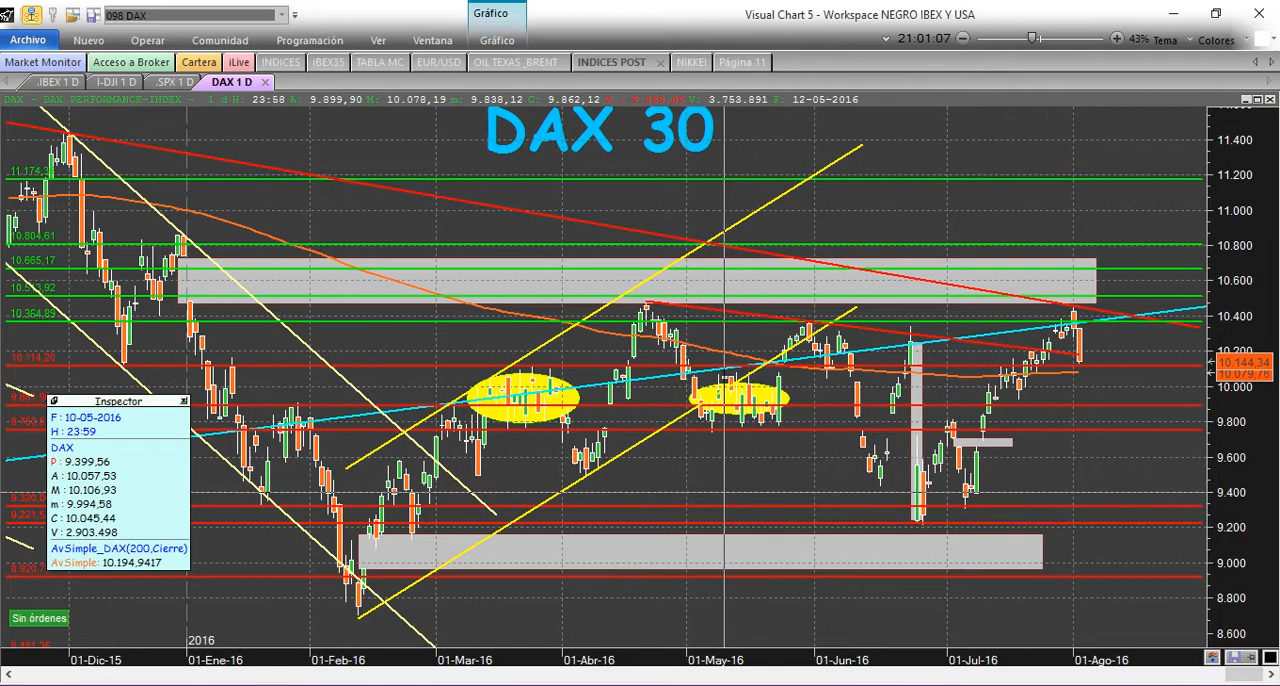 098 DAX
Gráfico
Visual Chart 5 - Workspace NEGRO IBEX Y USA
Archivo Nuevo Operar Comunidad Programación Ver Ventana Gráfico
21:01:07 43% Tema Colores
Market Monitor Acceso a Broker Cartera iLive INDICES IBEX35 TABLA MC EUR/USD OIL TEXAS _BRENT INDICES POST NIKKEI Página 11
.IBEX 1 D I-DJI 1 D .SPX 1 D DAX 1 D
DAX - DAX PERFORMANCE-INDEX - 1 d H: 23:58 A: 9.899,90 M: 10.078,19 m: 9.838,12 C: 9.862,12 V: 3.753.891 F: 12-05-2016
DAX 30
11.400
11.200
11.000
10.800
10.600
10.400
10.200
10.000
9.800
9.600
9.400
9.200
9.000
8.800
8.600
10.804,61
10.665,17
10.364,89
10.114,20
10.144,34
10.079,76
Inspector
F : 10-05-2016
H : 23:59
DAX
P : 9.399,56
A : 10.057,53
M : 10.106,93
m : 9.994,58
C : 10.045,44
V : 2.903.498
AvSimple_DAX(200,Cierre)
AvSimple: 10.194,9417
Sin órdenes
2016
01-Dic-15 01-Ene-16 01-Feb-16 01-Mar-16 01-Abr-16 01-May-16 01-Jun-16 01-Jul-16 01-Ago-16